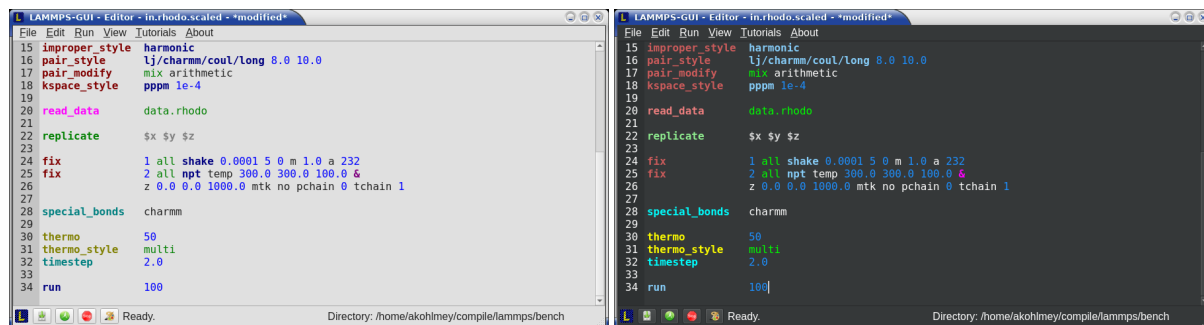 LAMMPS-GUI - Editor - in.rhodo.scaled - *modified*
File Edit Run View Tutorials About
15 improper_style harmonic
16 pair_style lj/charmm/coul/long 8.0 10.0
17 pair_modify mix arithmetic
18 kspace_style pppm 1e-4
19
20 read_data data.rhodo
21
22 replicate $x $y $z
23
24 fix 1 all shake 0.0001 5 0 m 1.0 a 232
25 fix 2 all npt temp 300.0 300.0 100.0 &
26 z 0.0 0.0 1000.0 mtk no pchain 0 tchain 1
27
28 special_bonds charmm
29
30 thermo 50
31 thermo_style multi
32 timestep 2.0
33
34 run 100
Ready. Directory: /home/akohlmey/compile/lammps/bench
LAMMPS-GUI - Editor - in.rhodo.scaled - *modified*
File Edit Run View Tutorials About
15 improper_style harmonic
16 pair_style lj/charmm/coul/long 8.0 10.0
17 pair_modify mix arithmetic
18 kspace_style pppm 1e-4
19
20 read_data data.rhodo
21
22 replicate $x $y $z
23
24 fix 1 all shake 0.0001 5 0 m 1.0 a 232
25 fix 2 all npt temp 300.0 300.0 100.0 &
26 z 0.0 0.0 1000.0 mtk no pchain 0 tchain 1
27
28 special_bonds charmm
29
30 thermo 50
31 thermo_style multi
32 timestep 2.0
33
34 run 100
Ready. Directory: /home/akohlmey/compile/lammps/bench